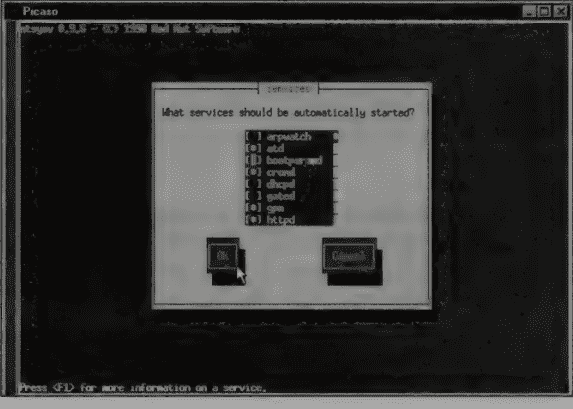 Picaso
ntsysv 0.9.6 - (C) 1998 Red Hat Software
Services
What services should be automatically started?
[ ] arpwatch
[*] atd
[ ] bootparamd
[*] crond
[ ] dhcpd
[ ] gated
[*] gpm
[*] httpd
Ok
Cancel
Press <F1> for more information on a service.